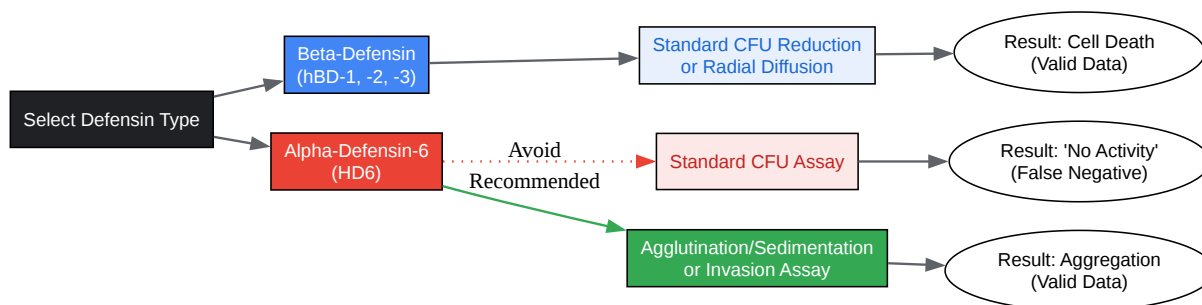 Select Defensin Type
Beta-Defensin
(hBD-1, -2, -3)
Standard CFU Reduction
or Radial Diffusion
Result: Cell Death
(Valid Data)
Alpha-Defensin-6
(HD6)
Avoid
Recommended
Standard CFU Assay
Result: 'No Activity'
(False Negative)
Agglutination/Sedimentation
or Invasion Assay
Result: Aggregation
(Valid Data)